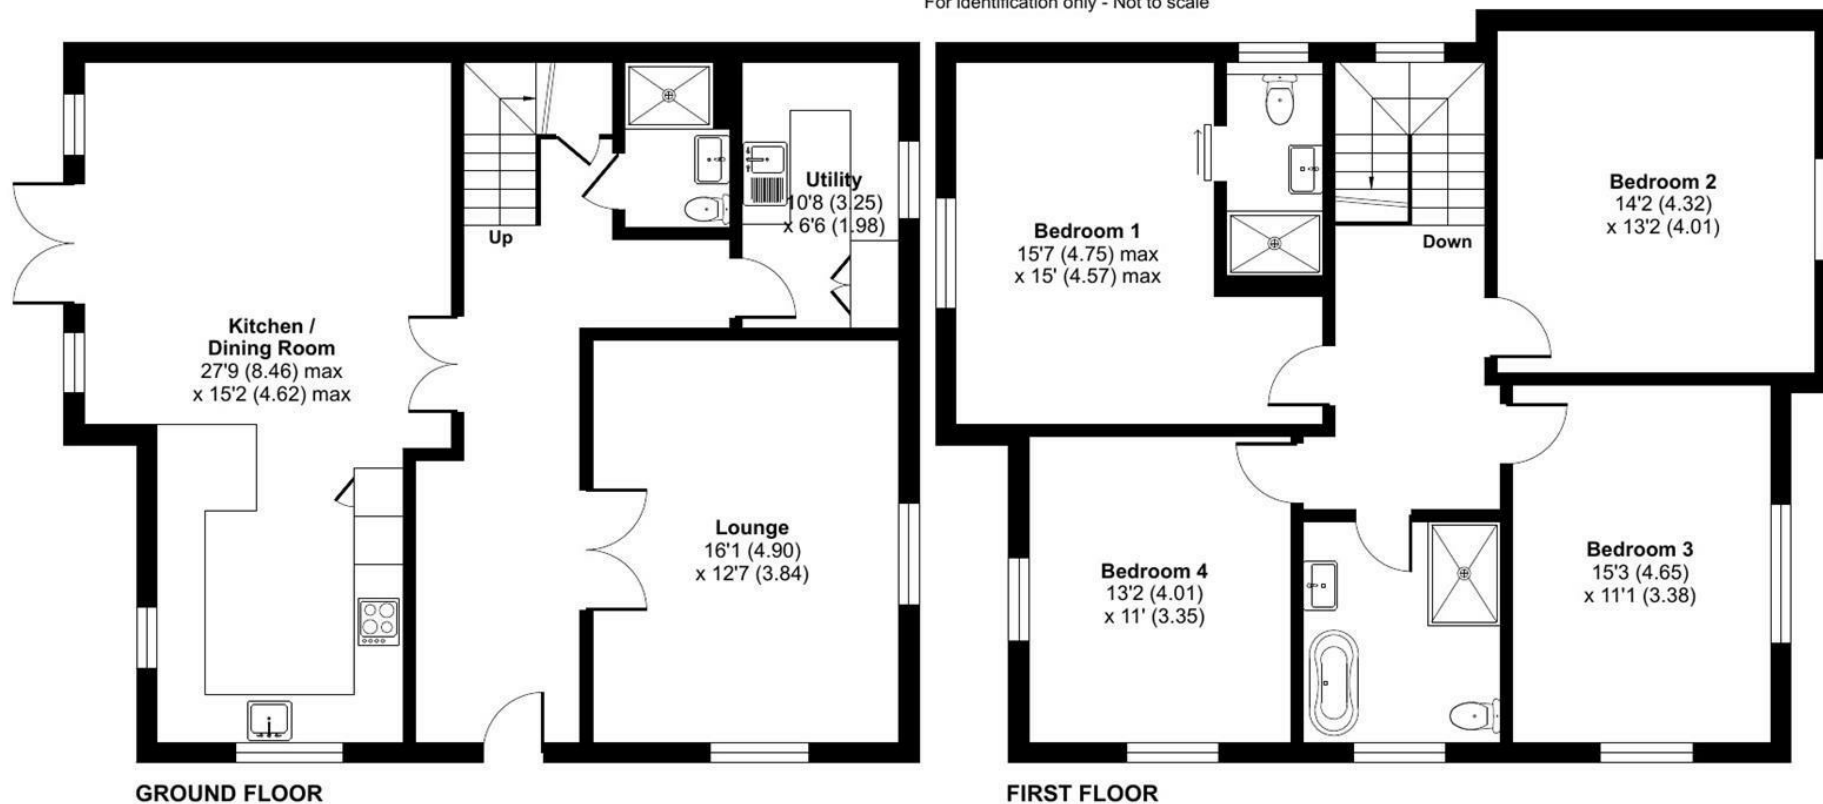 For identification only - Not to scale
Kitchen /
Dining Room
27'9 (8.46) max
x 15'2 (4.62) max
Up
Utility
10'8 (3.25)
x 6'6 (1.98)
Lounge
16'1 (4.90)
x 12'7 (3.84)
GROUND FLOOR
Bedroom 1
15'7 (4.75) max
x 15' (4.57) max
Down
Bedroom 2
14'2 (4.32)
x 13'2 (4.01)
Bedroom 4
13'2 (4.01)
x 11' (3.35)
Bedroom 3
15'3 (4.65)
x 11'1 (3.38)
FIRST FLOOR